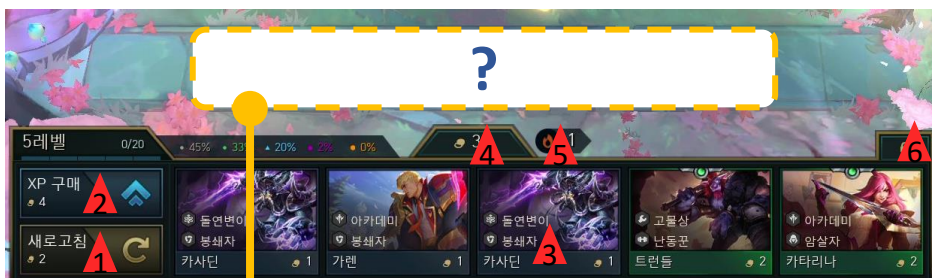 ?
5레벨 0/20
45% 33% 20% 2% 0%
3 4
1 5
6
XP 구매
4 2
새로고침
2 1
돌연변이
봉쇄자
카사딘 1
아카데미
봉쇄자
가렌 1
돌연변이
봉쇄자 3
카사딘 1
고물상
난동꾼
트런들 2
아카데미
암살자
카타리나 2